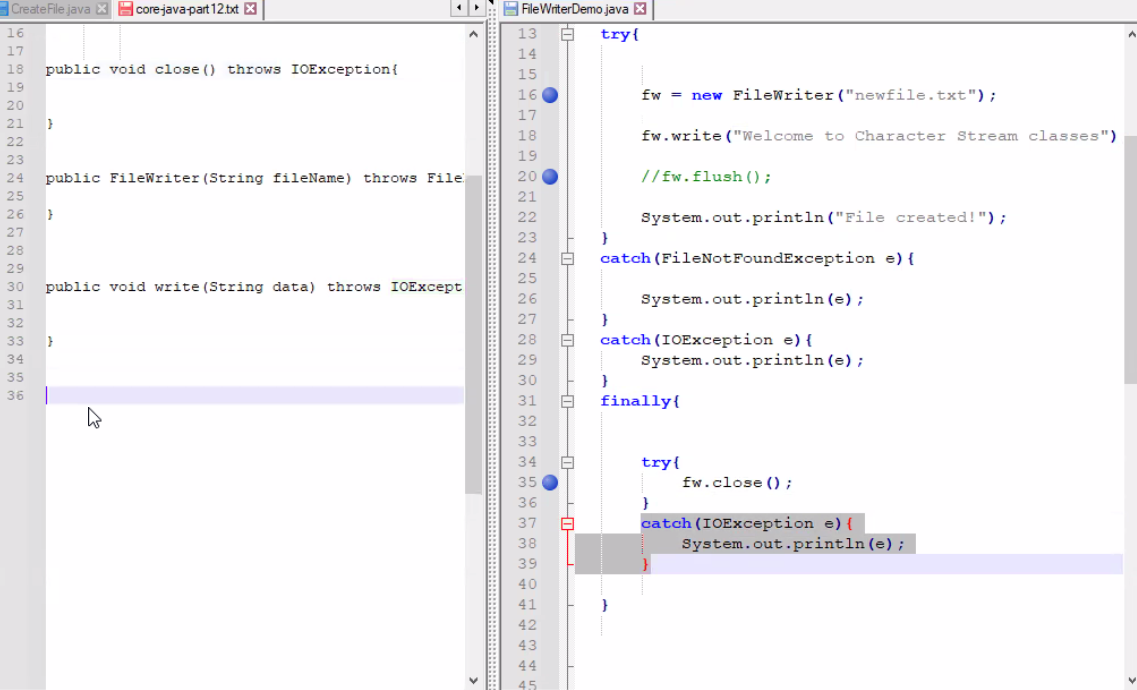 CreateFile.java
core-java-part12.txt
16
17
18 public void close() throws IOException{
19
20
21 }
22
23
24 public FileWriter(String fileName) throws File
25
26 }
27
28
29
30 public void write(String data) throws IOExcept
31
32
33 }
34
35
36
FileWriterDemo.java
13 try{
14
15
16 fw = new FileWriter("newfile.txt");
17
18 fw.write("Welcome to Character Stream classes")
19
20 //fw.flush();
21
22 System.out.println("File created!");
23 }
24 catch(FileNotFoundException e){
25
26 System.out.println(e);
27 }
28 catch(IOException e){
29 System.out.println(e);
30 }
31 finally{
32
33
34 try{
35 fw.close();
36 }
37 catch(IOException e){
38 System.out.println(e);
39 }
40
41 }
42
43
44
45